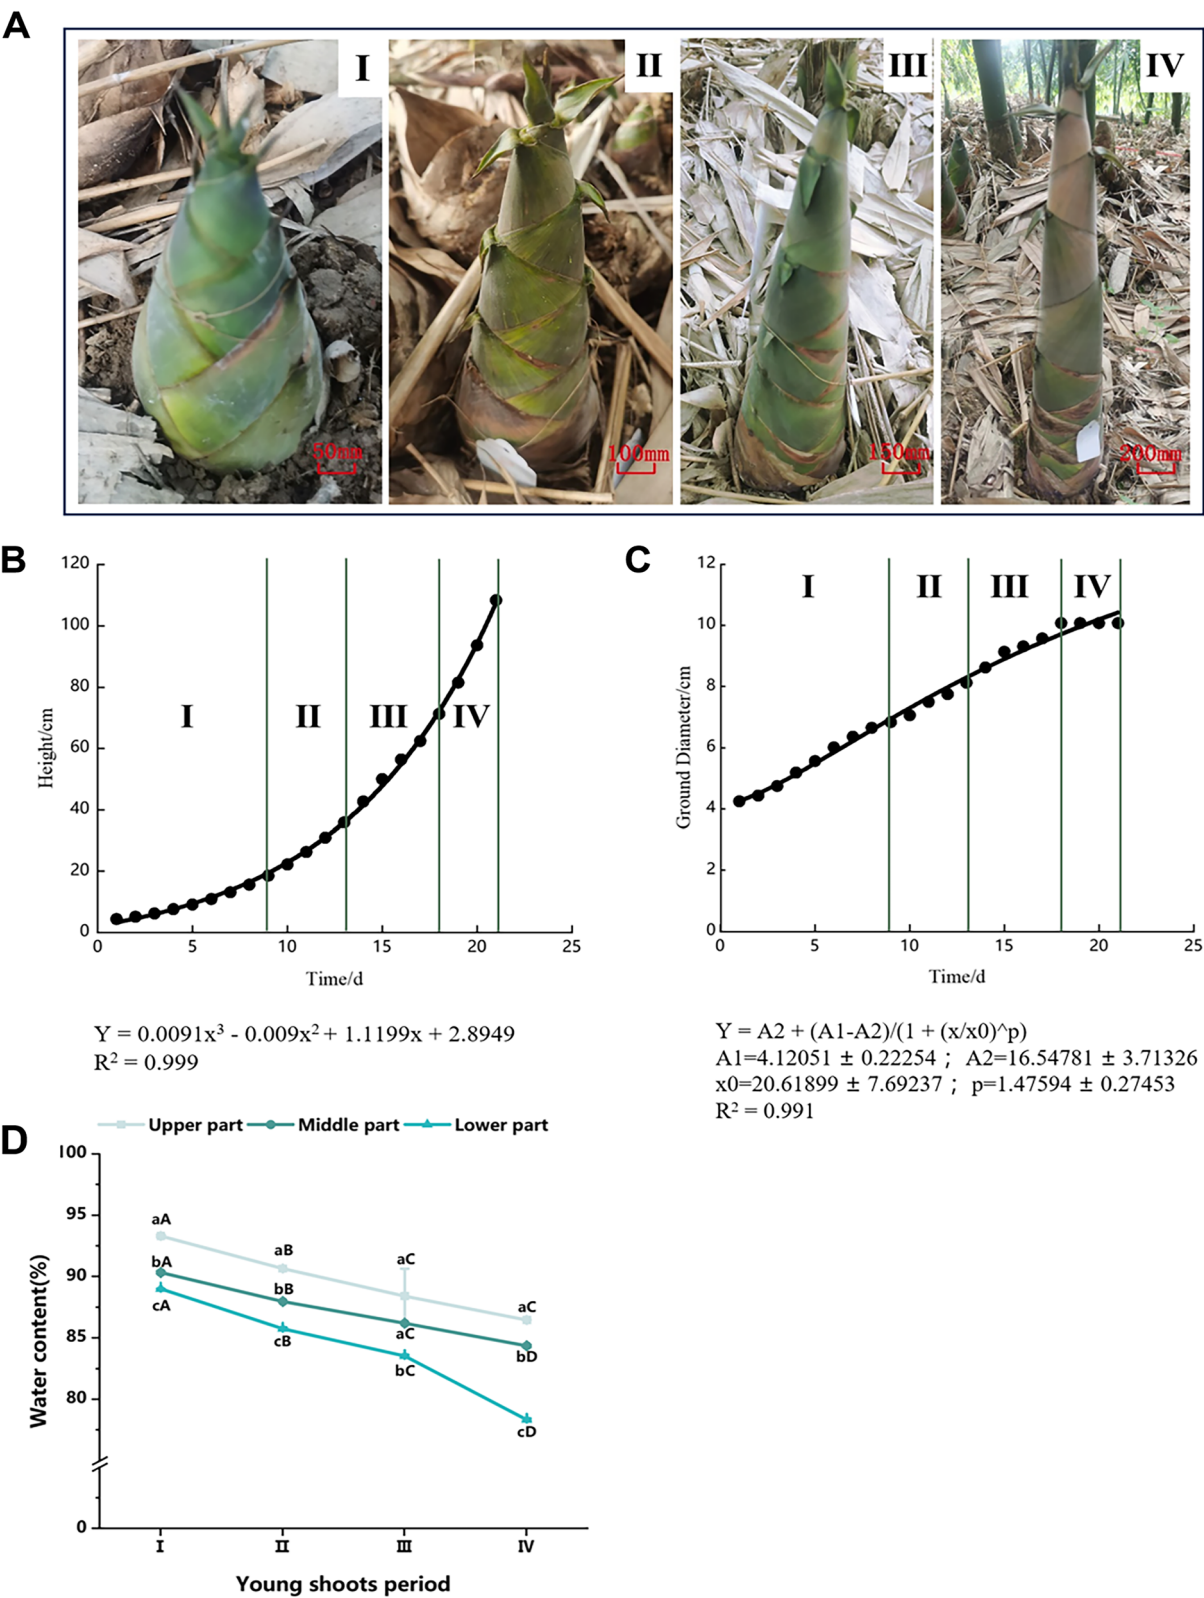 A
I
II
III
IV
50mm
100mm
150mm
200mm
B
120
100
80
60
40
20
0
Height/cm
I
II
III
IV
0
5
10
15
20
25
Time/d
Y = 0.0091x³ - 0.009x² + 1.1199x + 2.8949
R² = 0.999
C
12
10
8
6
4
2
0
Ground Diameter/cm
I
II
III
IV
0
5
10
15
20
25
Time/d
Y = A2 + (A1-A2)/(1 + (x/x0)^p)
A1=4.12051 ± 0.22254 ; A2=16.54781 ± 3.71326
x0=20.61899 ± 7.69237 ; p=1.47594 ± 0.27453
R² = 0.991
D
Upper part Middle part Lower part
100
95
90
85
80
0
Water content(%)
aA
bA
cA
aB
bB
cB
aC
aC
bC
aC
bD
cD
I
II
III
IV
Young shoots period